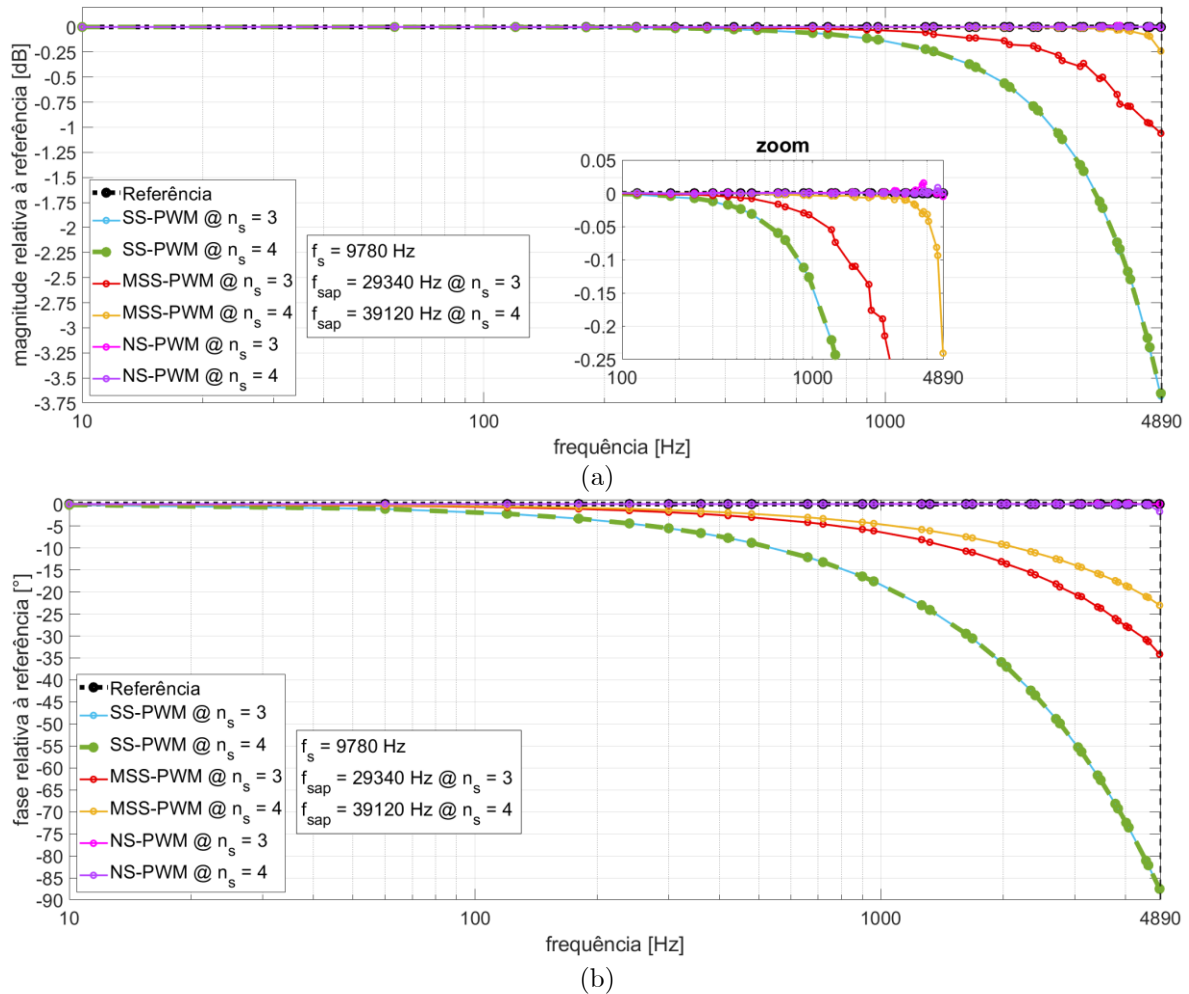 magnitude relativa à referência [dB]
0
-0.25
-0.5
-0.75
-1
-1.25
-1.5
-1.75
-2
-2.25
-2.5
-2.75
-3
-3.25
-3.5
-3.75
Referência
SS-PWM @ n_s = 3
SS-PWM @ n_s = 4
MSS-PWM @ n_s = 3
MSS-PWM @ n_s = 4
NS-PWM @ n_s = 3
NS-PWM @ n_s = 4
f_s = 9780 Hz
f_sap = 29340 Hz @ n_s = 3
f_sap = 39120 Hz @ n_s = 4
zoom
0.05
0
-0.05
-0.1
-0.15
-0.2
-0.25
100 1000 4890
10 100 1000 4890
frequência [Hz]
(a)
fase relativa à referência [°]
0
-5
-10
-15
-20
-25
-30
-35
-40
-45
-50
-55
-60
-65
-70
-75
-80
-85
-90
Referência
SS-PWM @ n_s = 3
SS-PWM @ n_s = 4
MSS-PWM @ n_s = 3
MSS-PWM @ n_s = 4
NS-PWM @ n_s = 3
NS-PWM @ n_s = 4
f_s = 9780 Hz
f_sap = 29340 Hz @ n_s = 3
f_sap = 39120 Hz @ n_s = 4
10 100 1000 4890
frequência [Hz]
(b)